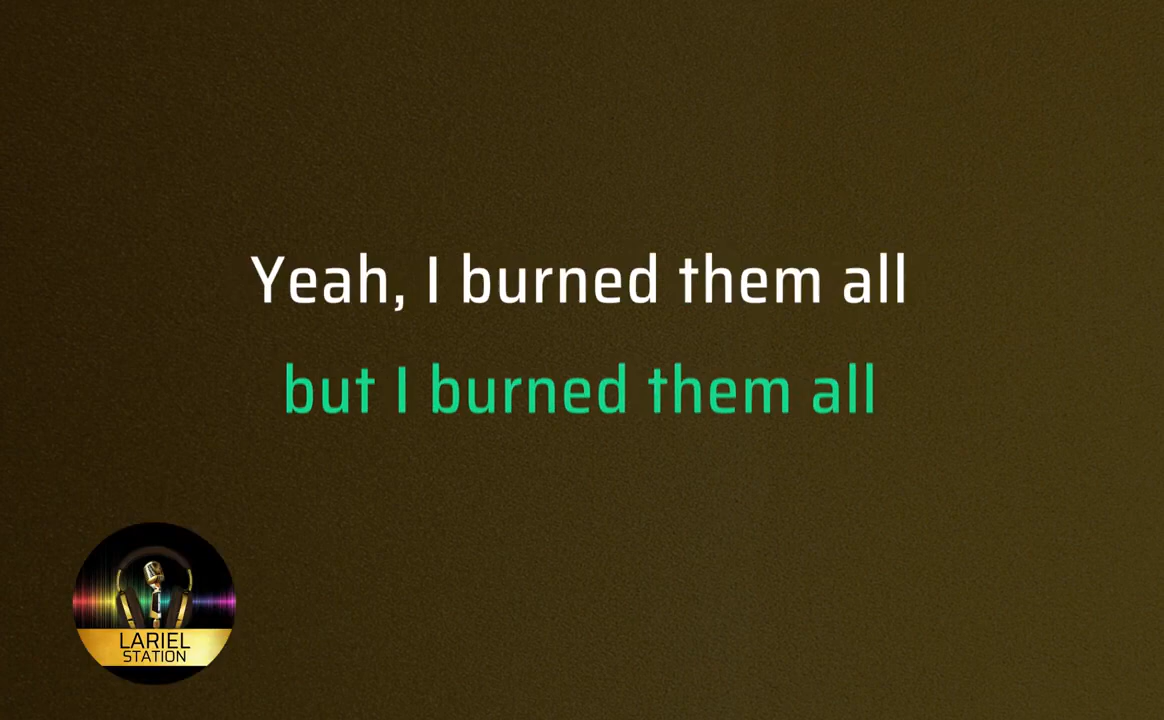 Yeah, I burned them all
but I burned them all
LARIEL
STATION